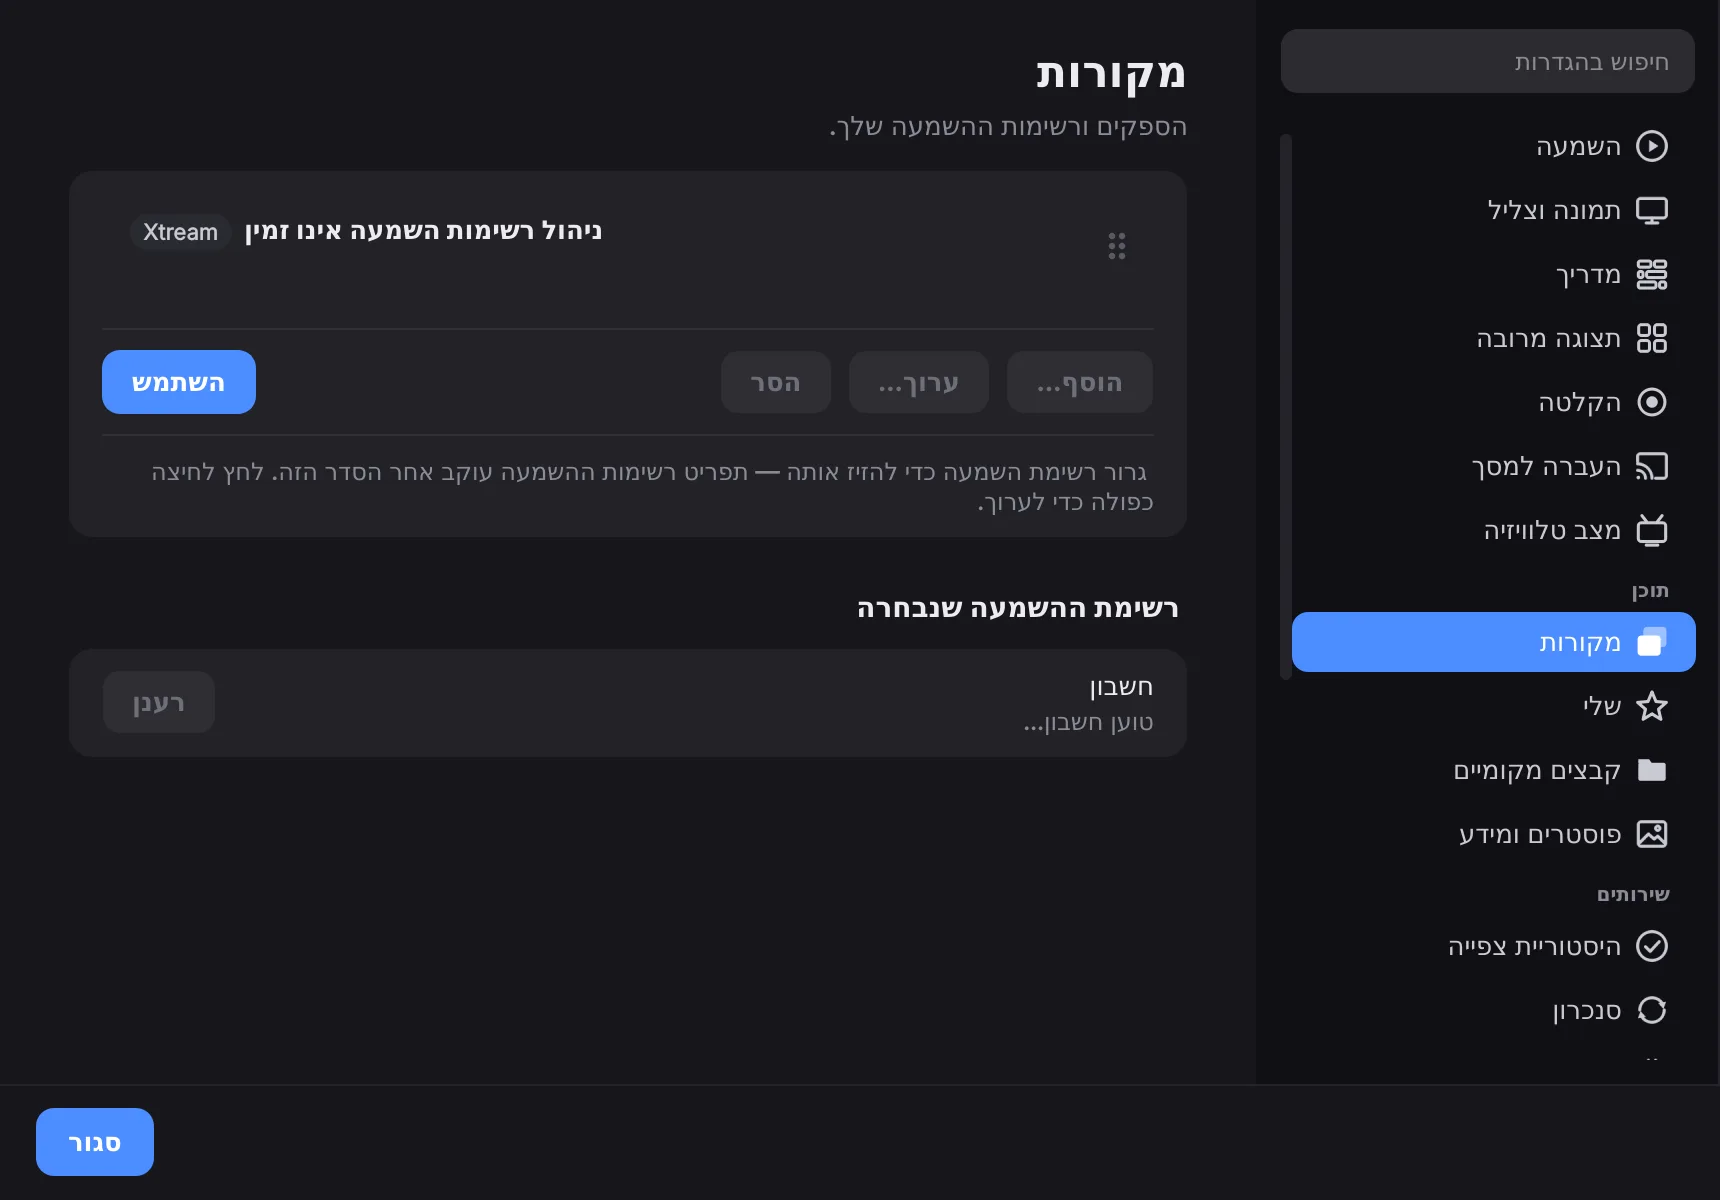 חיפוש בהגדרות
השמעה
תמונה וצליל
מדריך
תצוגה מרובה
הקלטה
העברה למסך
מצב טלוויזיה
תוכן
מקורות
שלי
קבצים מקומיים
פוסטרים ומידע
שירותים
היסטוריית צפייה
סנכרון
מקורות
הספקים ורשימות ההשמעה שלך.
ניהול רשימות השמעה אינו זמין Xtream
הוסף... ערוך... הסר השתמש
גרור רשימת השמעה כדי להזיז אותה — תפריט רשימות ההשמעה עוקב אחר הסדר הזה. לחץ לחיצה
כפולה כדי לערוך.
רשימת ההשמעה שנבחרה
חשבון
טוען חשבון...
רענן
סגור